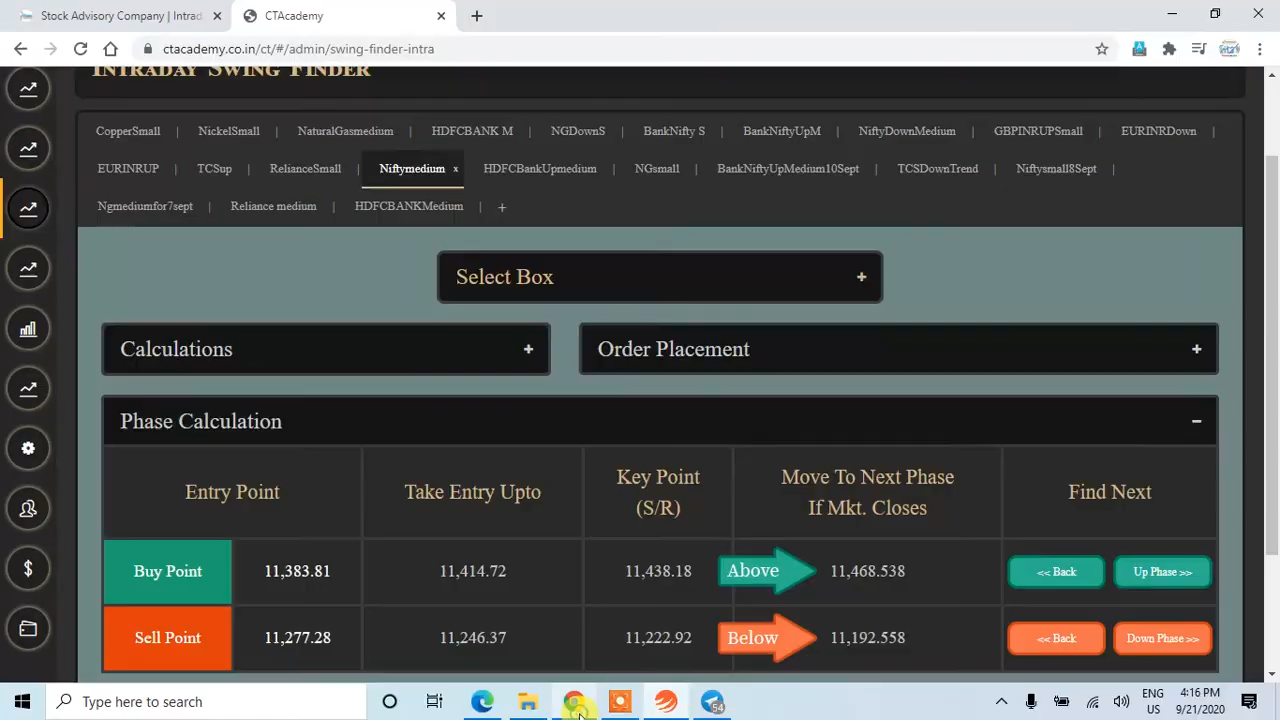 Stock Advisory Company | Intrad
CTAcademy
ctacademy.co.in/ct/#/admin/swing-finder-intra
INTRADAY SWING FINDER
CopperSmall | NickelSmall | NaturalGasmedium | HDFCBANK M | NGDownS | BankNifty S | BankNiftyUpM | NiftyDownMedium | GBPINRUPSmall | EURINRDown |
EURINRUP | TCSup | RelianceSmall | Niftymedium x HDFCBankUpmedium | NGsmall | BankNiftyUpMedium10Sept | TCSDownTrend | Niftysmall8Sept |
Ngmediumfor7sept | Reliance medium | HDFCBANKMedium | +
Select Box +
Calculations +
Order Placement +
Phase Calculation −
Entry Point
Take Entry Upto
Key Point
(S/R)
Move To Next Phase
If Mkt. Closes
Find Next
Buy Point 11,383.81 11,414.72 11,438.18 Above 11,468.538 << Back Up Phase >>
Sell Point 11,277.28 11,246.37 11,222.92 Below 11,192.558 << Back Down Phase >>
Type here to search
54
ENG
US
4:16 PM
9/21/2020